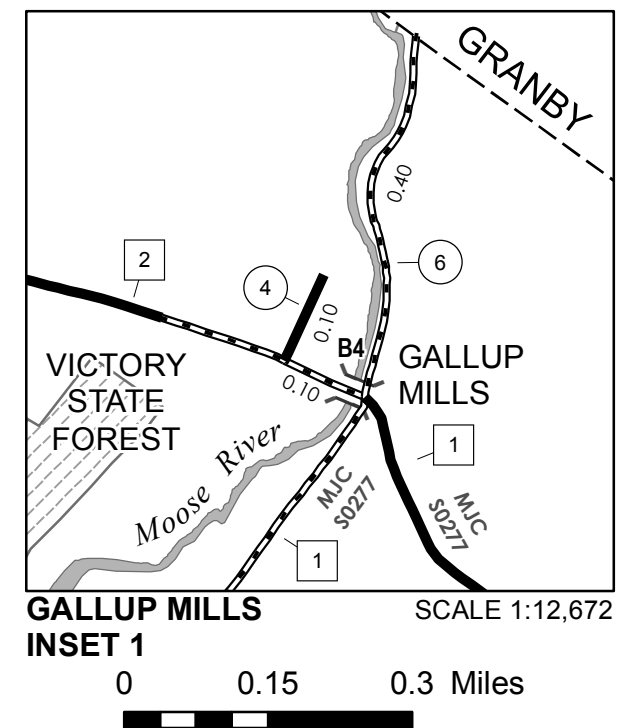 GRANBY
0.40
2
4
6
0.10
B4
0.10
GALLUP
MILLS
VICTORY
STATE
FOREST
Moose River
1
MJC
S0277
MJC
S0277
1
GALLUP MILLS
INSET 1
SCALE 1:12,672
0 0.15 0.3 Miles